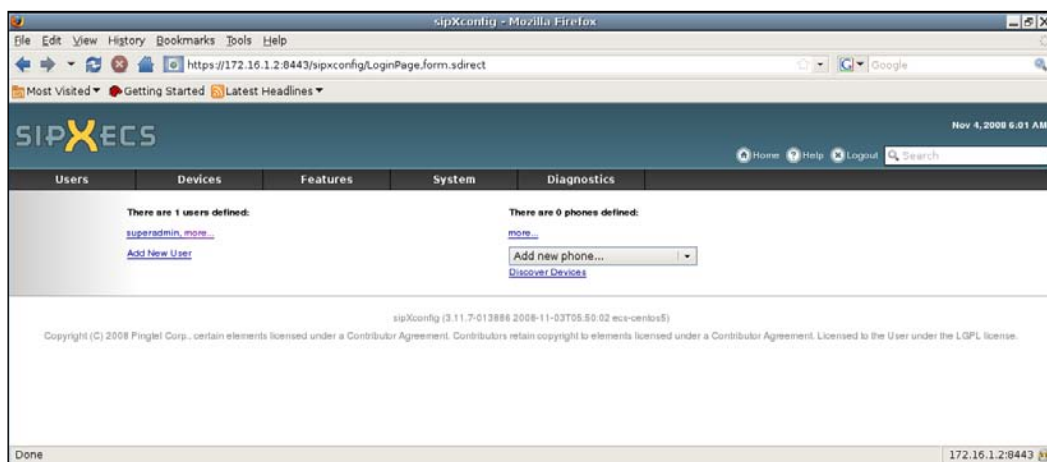 sipXconfig - Mozilla Firefox
File Edit View History Bookmarks Tools Help
https://172.16.1.2:8443/sipxconfig/LoginPage,form.sdirect
Google
Most Visited Getting Started Latest Headlines
SIPXECS
Nov 4, 2008 6.01 AM
Home Help Logout Search
Users Devices Features System Diagnostics
There are 1 users defined: There are 0 phones defined:
superadmin, more... more...
Add New User Add new phone...
Discover Devices
sipXconfig (3.11.7-013886 2008-11-03T05.50.02 ecs-centos5)
Copyright (C) 2008 Pingtel Corp., certain elements licensed under a Contributor Agreement. Contributors retain copyright to elements licensed under a Contributor Agreement. Licensed to the User under the LGPL license.
Done 172.16.1.2:8443